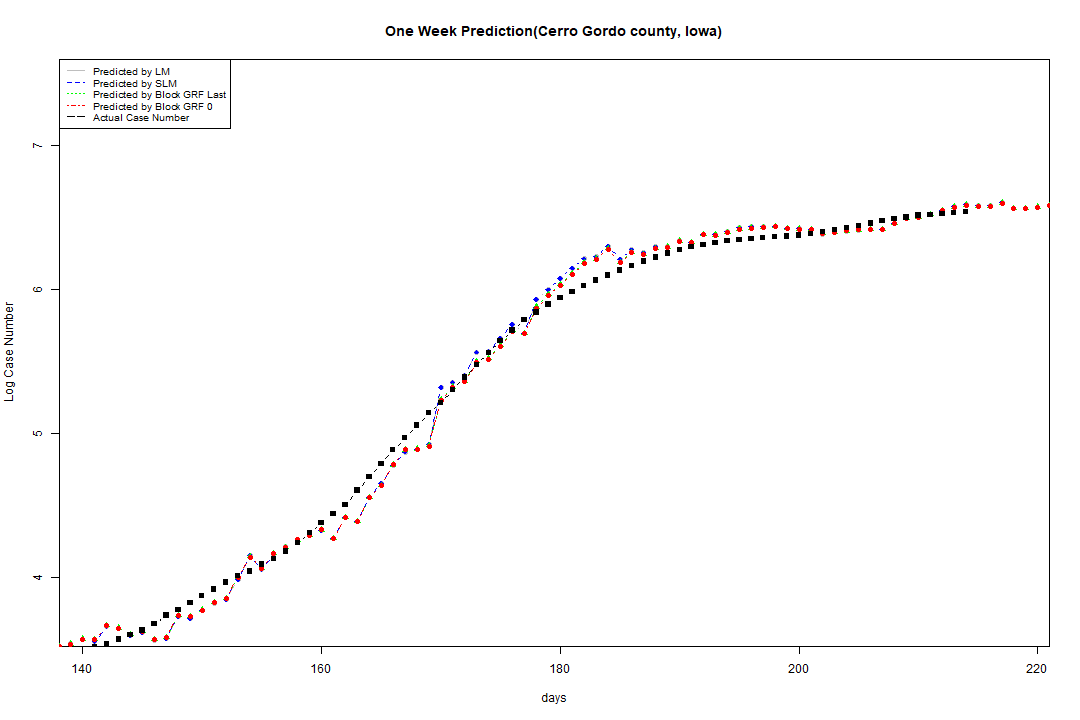 One Week Prediction(Cerro Gordo county, Iowa)
Predicted by LM
Predicted by SLM
Predicted by Block GRF Last
Predicted by Block GRF 0
Actual Case Number
7
6
5
4
Log Case Number
140 160 180 200 220
days